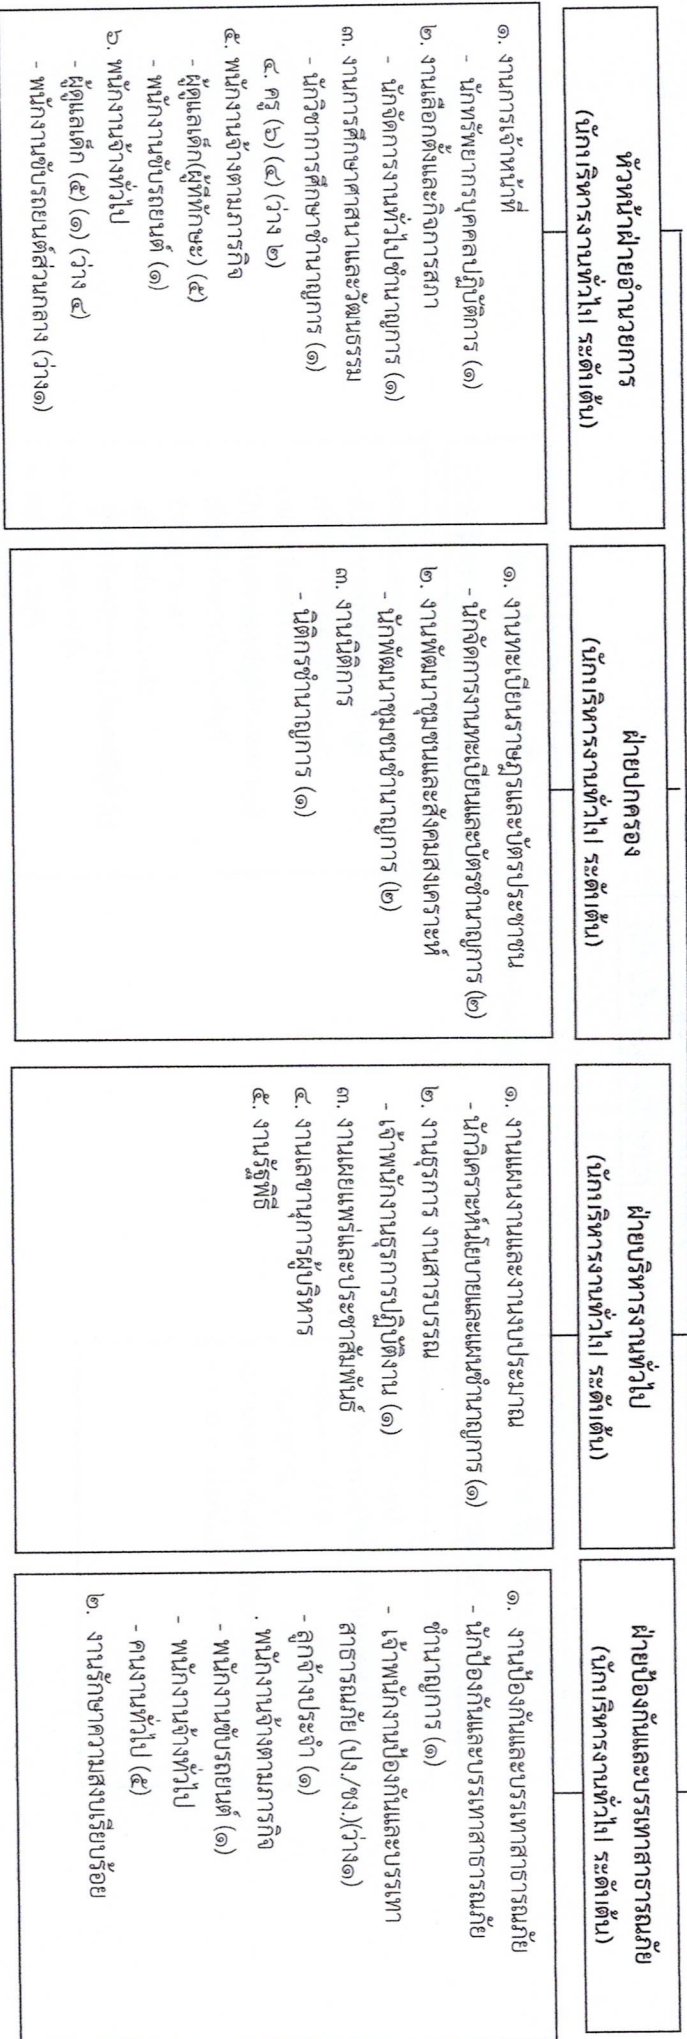 หัวหน้าฝ่ายอำนวยการ
(นักบริหารงานทั่วไป ระดับต้น)
๑. งานการเจ้าหน้าที่
- นักทรัพยากรบุคคลปฏิบัติการ (๑)
๒. งานเลือกตั้งและกิจการสภา
- นักจัดการงานทั่วไปชำนาญการ (๑)
๓. งานการศึกษาศาสนาและวัฒนธรรม
- นักวิชาการศึกษาชำนาญการ (๑)
๔. ครู (๖) (๔) (ว่าง ๒)
๕. พนักงานจ้างตามภารกิจ
- ผู้ดูแลเด็ก(ผู้ที่ทักษะ) (๕)
- พนักงานขับรถยนต์ (๑)
๖. พนักงานจ้างทั่วไป
- ผู้ดูแลเด็ก (๕) (๑) (ว่าง ๔)
- พนักงานขับรถยนต์ส่วนกลาง (ว่าง๑)
ฝ่ายปกครอง
(นักบริหารงานทั่วไป ระดับต้น)
๑. งานทะเบียนราษฎรและบัตรประชาชน
- นักจัดการงานทะเบียนและบัตรชำนาญการ (๒)
๒. งานพัฒนาชุมชนและสังคมสงเคราะห์
- นักพัฒนาชุมชนชำนาญการ (๒)
๓. งานนิติการ
- นิติกรชำนาญการ (๑)
ฝ่ายบริหารงานทั่วไป
(นักบริหารงานทั่วไป ระดับต้น)
๑. งานแผนงานและงานงบประมาณ
- นักวิเคราะห์นโยบายและแผนชำนาญการ (๑)
๒. งานธุรการ งานสารบรรณ
- เจ้าพนักงานธุรการปฏิบัติงาน (๑)
๓. งานเผยแพร่และประชาสัมพันธ์
๔. งานเลขานุการผู้บริหาร
๕. งานรัฐพิธี
ฝ่ายป้องกันและบรรเทาสาธารณภัย
(นักบริหารงานทั่วไป ระดับต้น)
๑. งานป้องกันและบรรเทาสาธารณภัย
- นักป้องกันและบรรเทาสาธารณภัย
ชำนาญการ (๑)
- เจ้าพนักงานป้องกันและบรรเทา
สาธารณภัย (ปง./ชง.)(ว่าง๑)
- ลูกจ้างประจำ (๑)
. พนักงานจ้างตามภารกิจ
- พนักงานขับรถยนต์ (๑)
- พนักงานจ้างทั่วไป
- คนงานทั่วไป (๕)
๒. งานรักษาความสงบเรียบร้อย